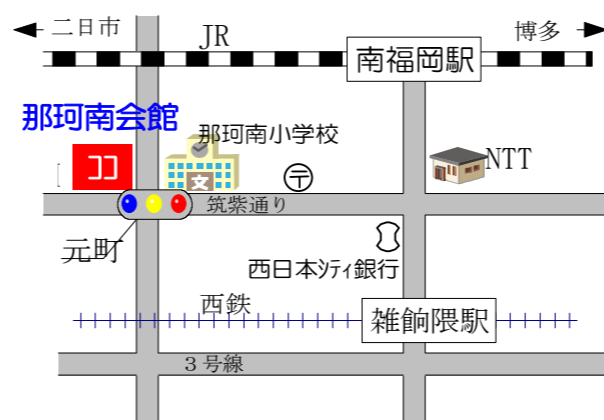 二日市
JR
博多
南福岡駅
那珂南会館
那珂南小学校
ココ
文
〒
NTT
筑紫通り
元町
西日本ｼﾃｨ銀行
西鉄
雑餉隈駅
３号線